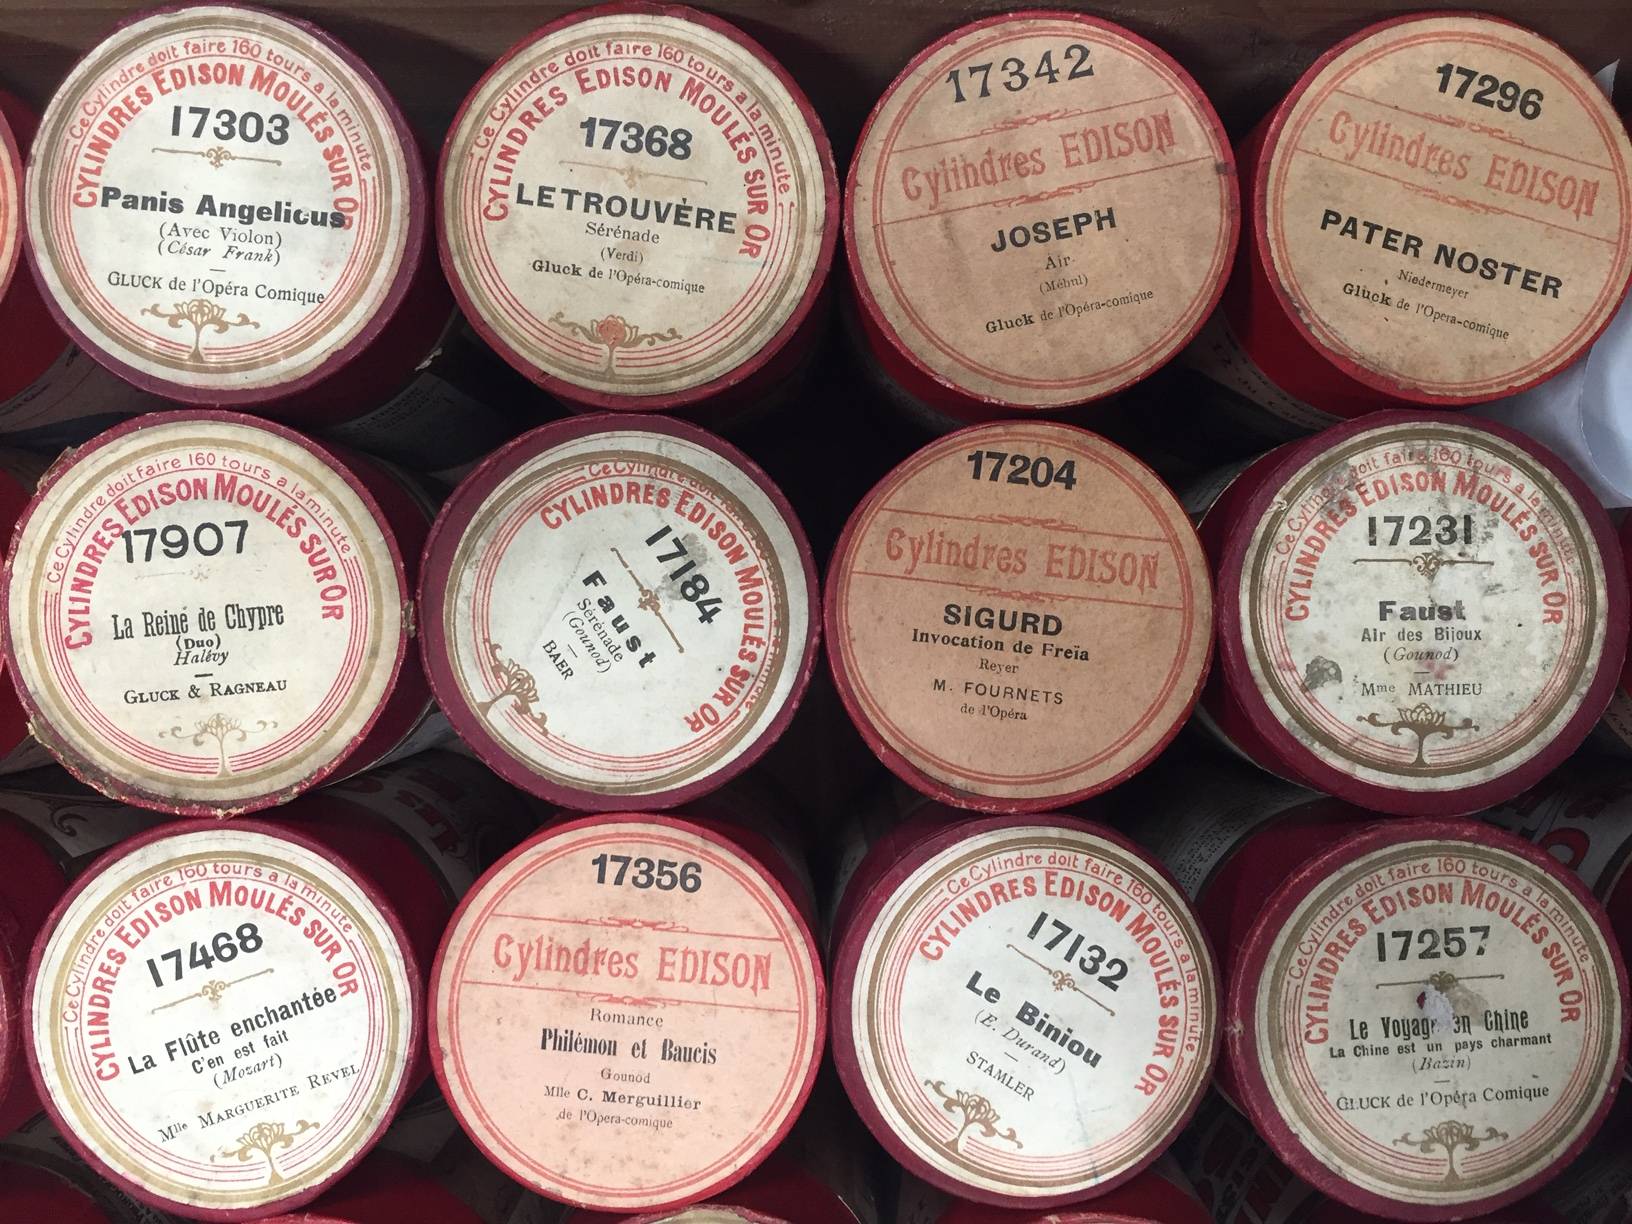 Ce Cylindre doit faire 160 tours a la minute
CYLINDRES EDISON MOULÉS SUR OR
17303
Panis Angelicus
(Avec Violon)
(César Frank)
GLUCK de l'Opéra Comique
Ce Cylindre doit faire 160 tours a la minute
CYLINDRES EDISON MOULÉS SUR OR
17368
LE TROUVÈRE
Sérénade
(Verdi)
Gluck de l'Opéra-comique
17342
Cylindres EDISON
JOSEPH
Air
(Méhul)
Gluck de l'Opéra-comique
17296
Cylindres EDISON
PATER NOSTER
Niedermeyer
Gluck de l'Opera-comique
Ce Cylindre doit faire 160 tours a la minute
CYLINDRES EDISON MOULÉS SUR OR
17907
La Reine de Chypre
(Duo)
Halévy
GLUCK & RAGNEAU
Ce Cylindre doit
CYLINDRES EDISON MOULÉS SUR OR
17184
Faust
Sérénade
(Gounod)
BAER
17204
Cylindres EDISON
SIGURD
Invocation de Freïa
Reyer
M. FOURNETS
de l'Opéra
Ce Cylindre doit faire 160 tours a la minute
CYLINDRES EDISON MOULÉS SUR OR
17231
Faust
Air des Bijoux
(Gounod)
Mme MATHIEU
Ce Cylindre doit faire 160 tours a la minute
CYLINDRES EDISON MOULÉS SUR OR
17468
La Flûte enchantée
C'en est fait
(Mozart)
Mlle MARGUERITE REVEL
17356
Cylindres EDISON
Romance
Philémon et Baucis
Gounod
Mlle C. Merguillier
de l'Opera-comique
Ce Cylindre doit faire 160 tours a la minute
CYLINDRES EDISON MOULÉS SUR OR
17132
Le Biniou
(E. Durand)
STAMLER
Ce Cylindre doit faire 160 tours a la minute
CYLINDRES EDISON MOULÉS SUR OR
17257
Le Voyage en Chine
La Chine est un pays charmant
(Bazin)
GLUCK de l'Opéra Comique